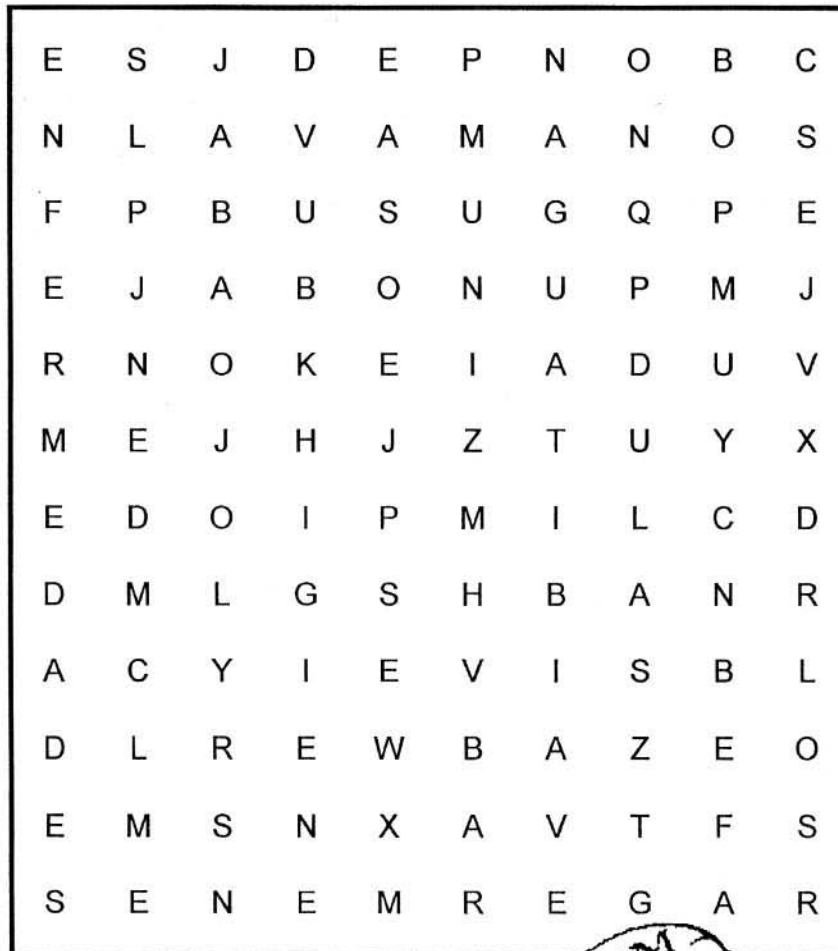 E S J D E P N O B C
N L A V A M A N O S
F P B U S U G Q P E
E J A B O N U P M J
R N O K E I A D U V
M E J H J Z T U Y X
E D O I P M I L C D
D M L G S H B A N R
A C Y I E V I S B L
D L R E W B A Z E O
E M S N X A V T F S
S E N E M R E G A R